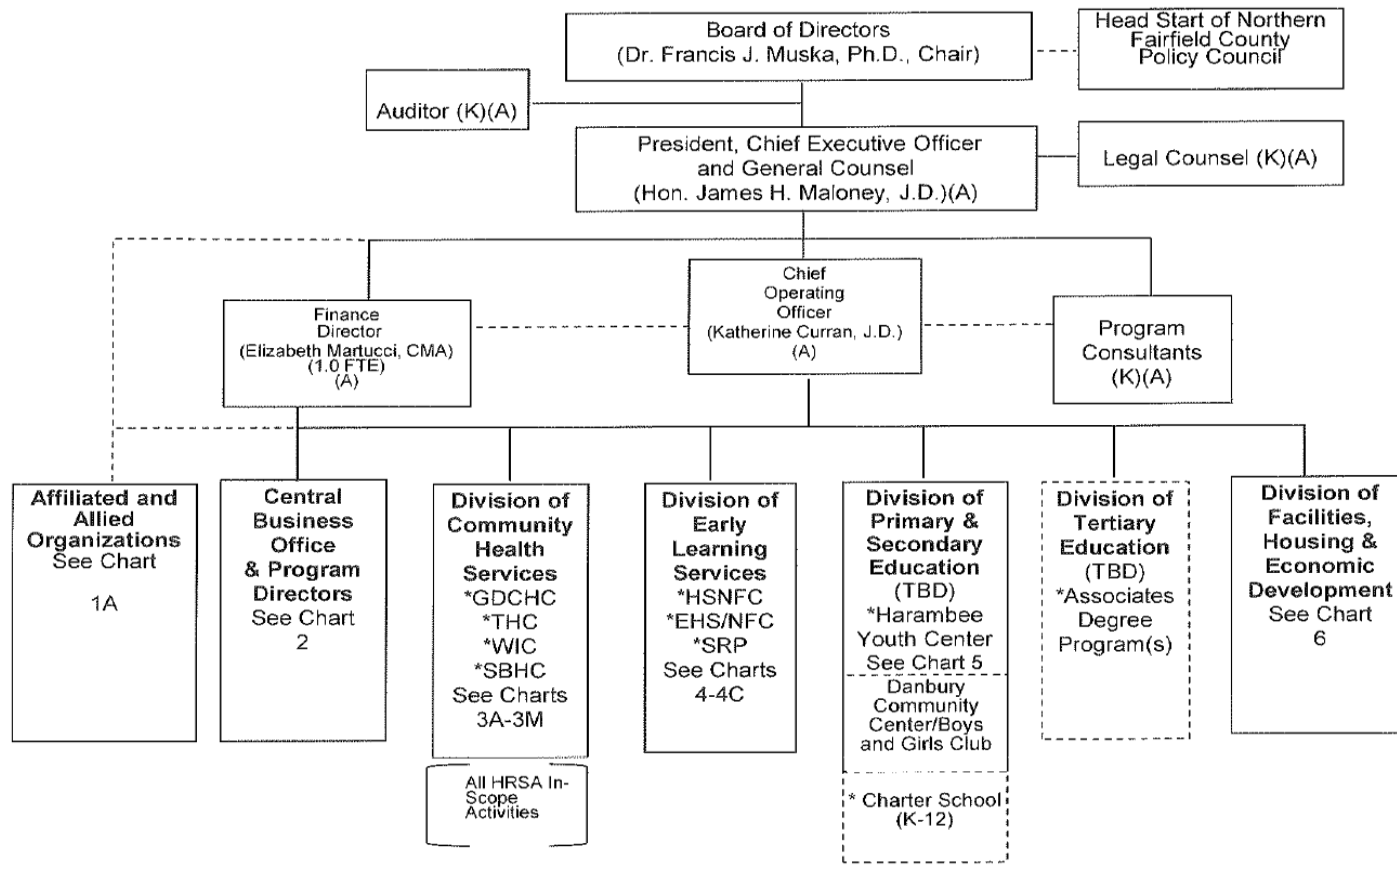 Board of Directors
(Dr. Francis J. Muska, Ph.D., Chair)
Head Start of Northern
Fairfield County
Policy Council
Auditor (K)(A)
President, Chief Executive Officer
and General Counsel
(Hon. James H. Maloney, J.D.)(A)
Legal Counsel (K)(A)
Finance
Director
(Elizabeth Martucci, CMA)
(1.0 FTE)
(A)
Chief
Operating
Officer
(Katherine Curran, J.D.)
(A)
Program
Consultants
(K)(A)
Affiliated and
Allied
Organizations
See Chart
1A
Central
Business
Office
& Program
Directors
See Chart
2
Division of
Community
Health
Services
*GDCHC
*THC
*WIC
*SBHC
See Charts
3A-3M
All HRSA In-
Scope
Activities
Division of
Early
Learning
Services
*HSNFC
*EHS/NFC
*SRP
See Charts
4-4C
Division of
Primary &
Secondary
Education
(TBD)
*Harambee
Youth Center
See Chart 5
Danbury
Community
Center/Boys
and Girls Club
* Charter School
(K-12)
Division of
Tertiary
Education
(TBD)
*Associates
Degree
Program(s)
Division of
Facilities,
Housing &
Economic
Development
See Chart
6